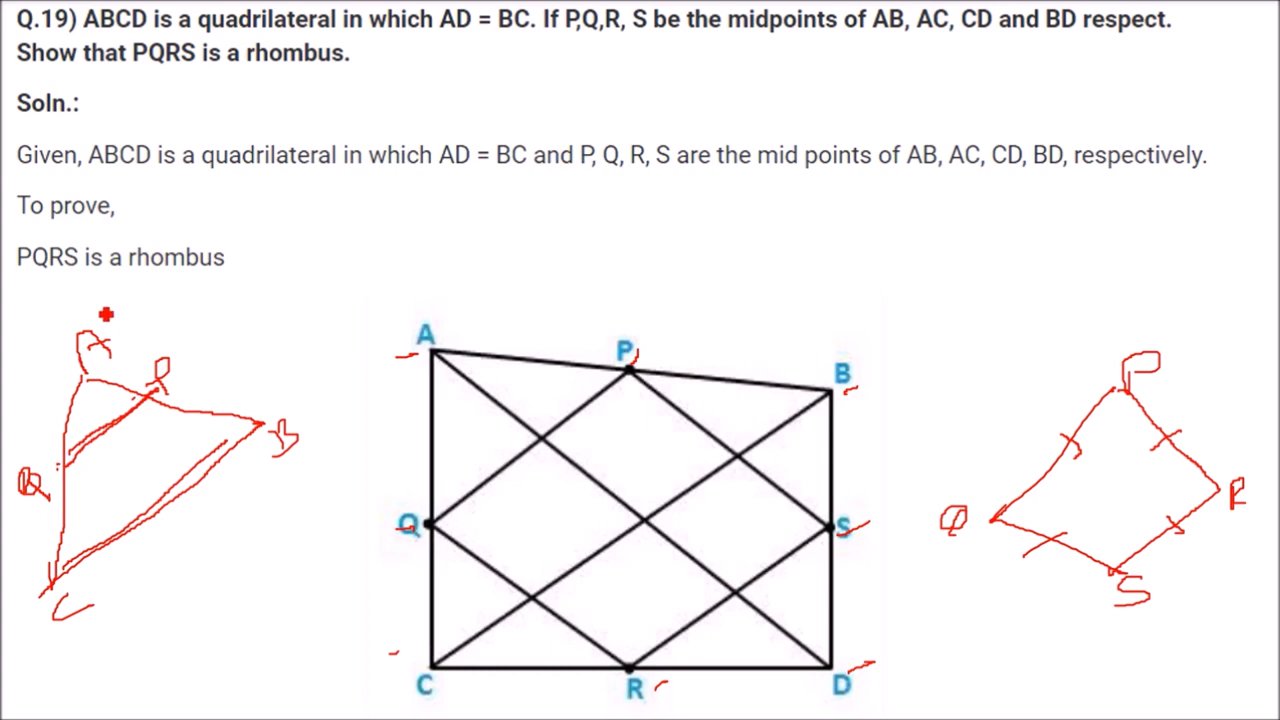 Q.19) ABCD is a quadrilateral in which AD = BC. If P,Q,R, S be the midpoints of AB, AC, CD and BD respect.
Show that PQRS is a rhombus.
Soln.:
Given, ABCD is a quadrilateral in which AD = BC and P, Q, R, S are the mid points of AB, AC, CD, BD, respectively.
To prove,
PQRS is a rhombus
A
P
B
Q
S
C
R
D
B
C
P
Q
R
S